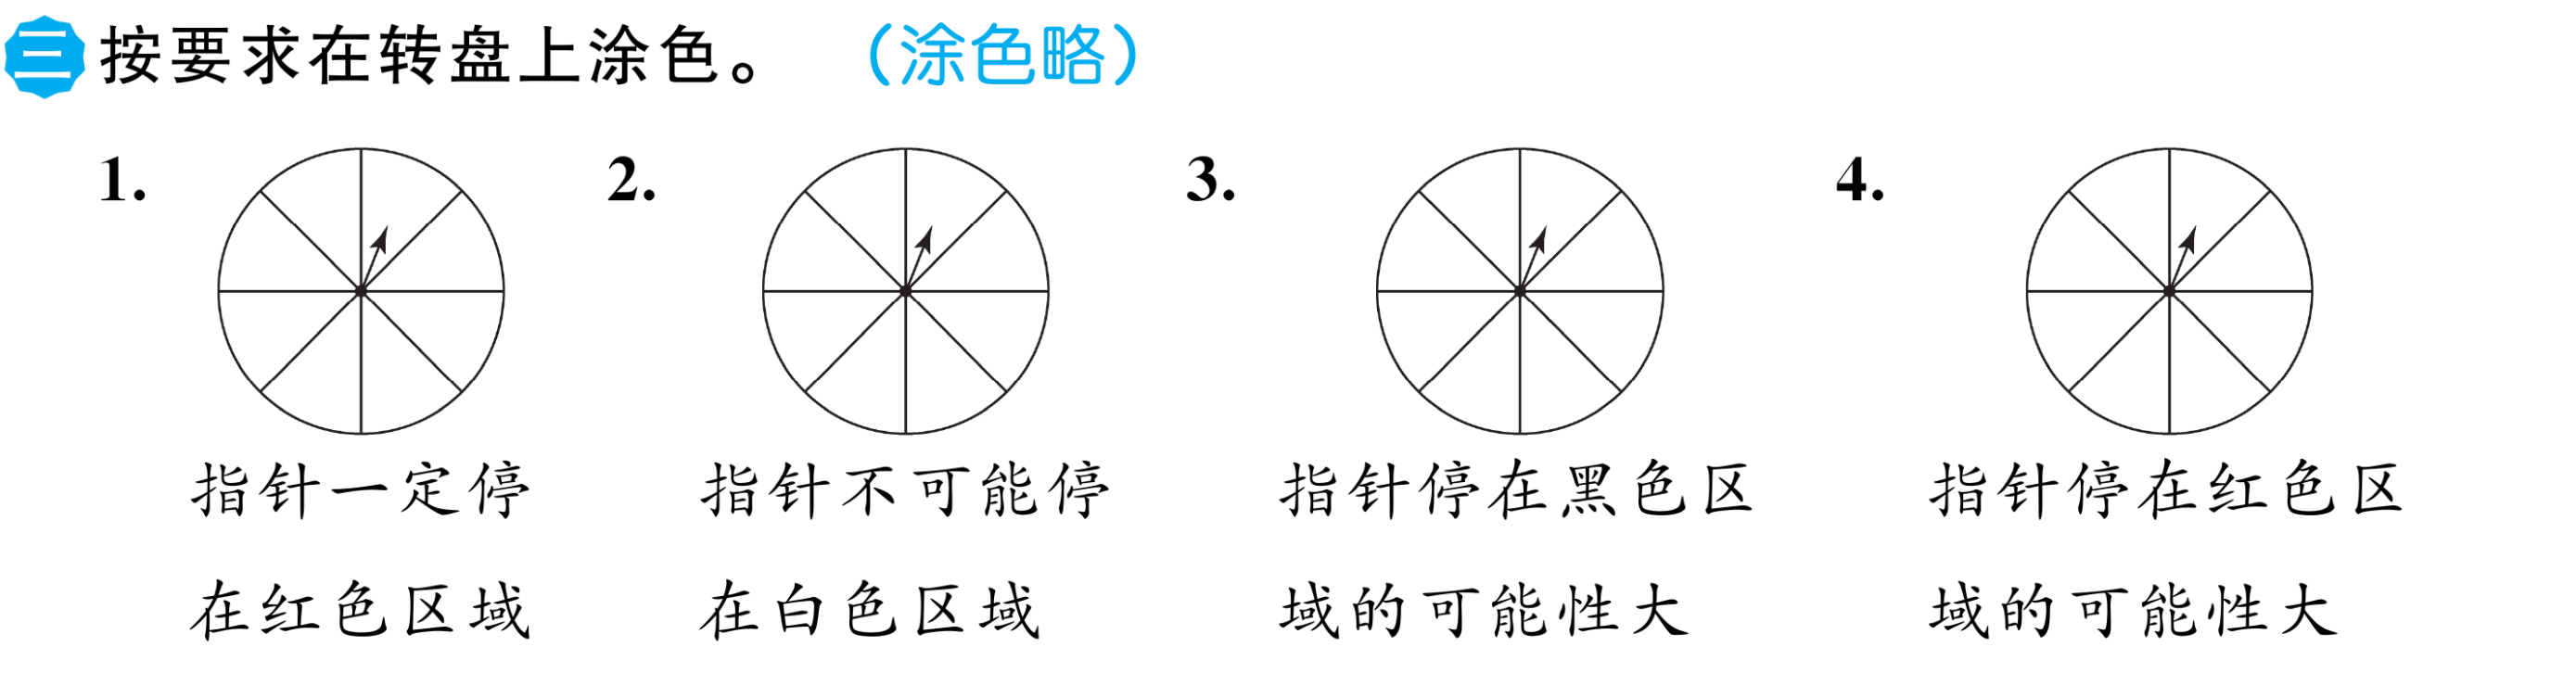 三 按要求在转盘上涂色。 （涂色略）
1. 2. 3. 4.
指针一定停 指针不可能停 指针停在黑色区 指针停在红色区
在红色区域 在白色区域 域的可能性大 域的可能性大